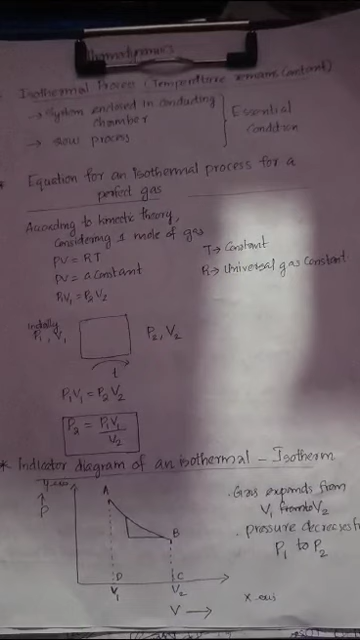 Thermodynamics
Isothermal Process (Temperature remains Constant)
→ System enclosed in conducting
chamber
→ slow process
Essential
Condition
* Equation for an isothermal process for a
perfect gas
According to kinetic theory,
Considering 1 mole of gas
PV = RT
PV = a constant
P₁V₁ = P₂V₂
T → Constant
R → Universal gas Constant
Initially
P₁, V₁
P₂, V₂
t
P₁V₁ = P₂V₂
P₂ = P₁V₁
V₂
* Indicator diagram of an isothermal - Isotherm
y-axis
↑
P
A
B
D
C
V₁
V₂
V →
X-axis
. Gas expands from
V₁ from to V₂
. pressure decreases
P₁ to P₂